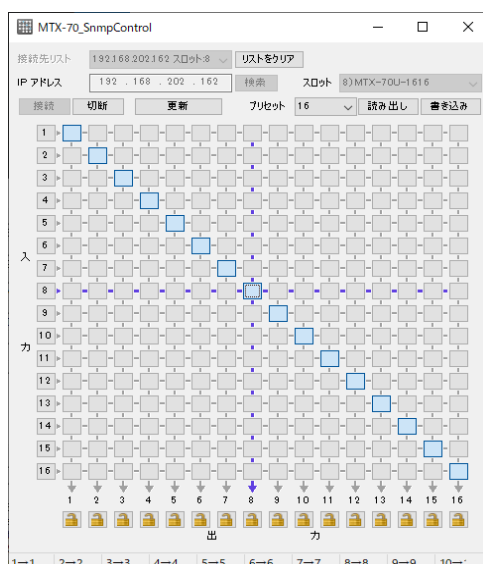 MTX-70_SnmpControl
接続先リスト 192.168.202.162 スロット:8 リストをクリア
IP アドレス 192 . 168 . 202 . 162 検索 スロット 8) MTX-70U-1616
接続 切断 更新 プリセット 16 読み出し 書き込み
1
2
3
4
5
6
入
7
8
9
10
力
11
12
13
14
15
16
1 2 3 4 5 6 7 8 9 10 11 12 13 14 15 16
出 力
1→1 2→2 3→3 4→4 5→5 6→6 7→7 8→8 9→9 10→